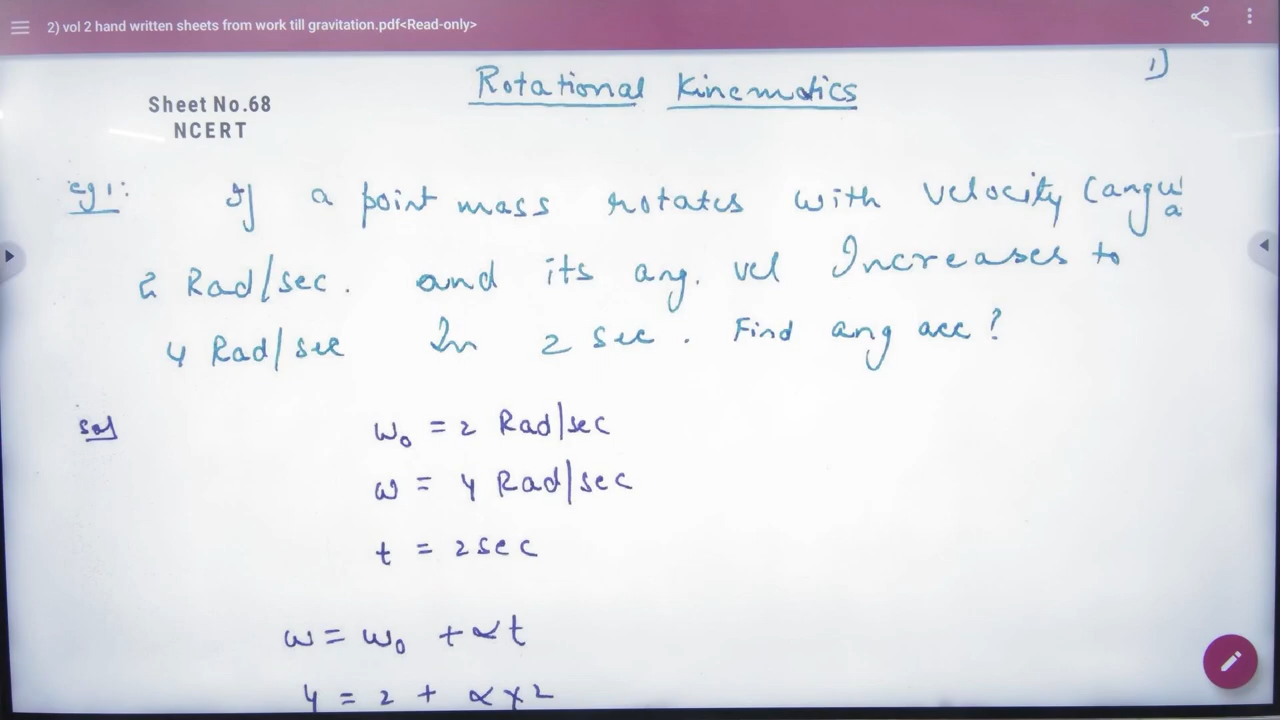 2) vol 2 hand written sheets from work till gravitation.pdf<Read-only>
1)
Rotational Kinematics
Sheet No.68
NCERT
eg 1: If a point mass rotates with velocity (angu
a
2 Rad/sec. and its ang. vel Increases to
4 Rad/sec In 2 sec. Find ang acc?
Sol
ω₀ = 2 Rad/sec
ω = 4 Rad/sec
t = 2sec
ω = ω₀ + αt
4 = 2 + α×2